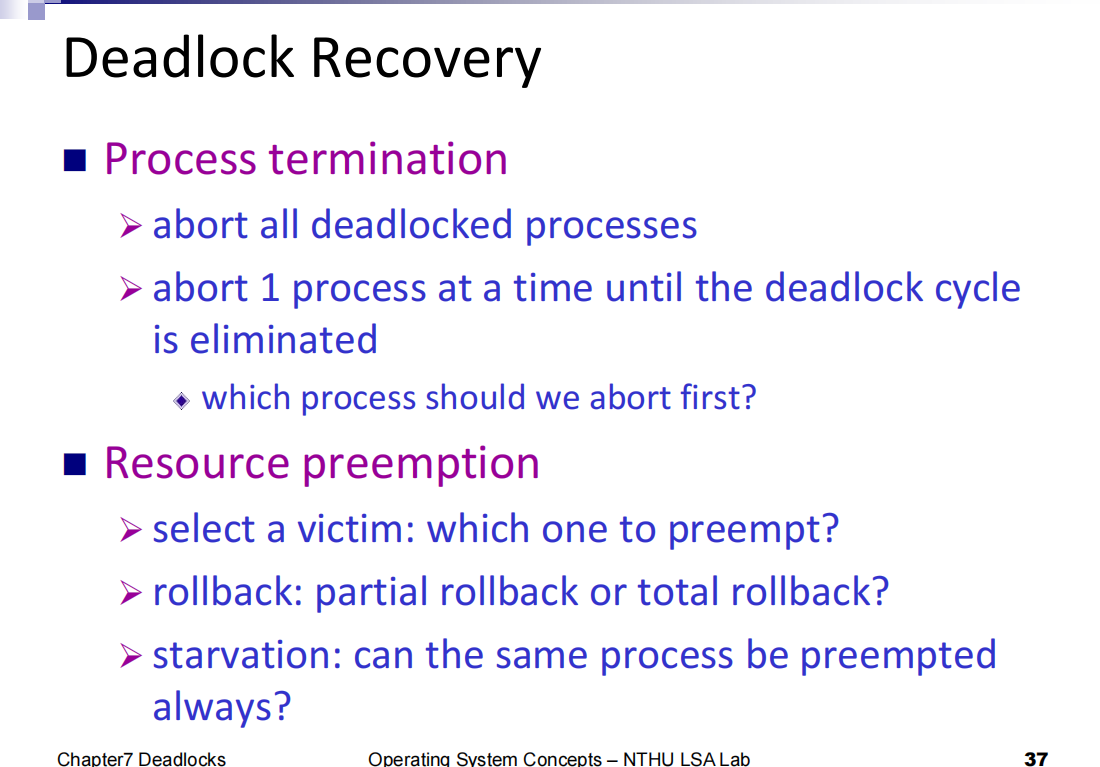 Deadlock Recovery
Process termination
abort all deadlocked processes
abort 1 process at a time until the deadlock cycle
is eliminated
which process should we abort first?
Resource preemption
select a victim: which one to preempt?
rollback: partial rollback or total rollback?
starvation: can the same process be preempted
always?
Chapter7 Deadlocks Operating System Concepts – NTHU LSA Lab 37